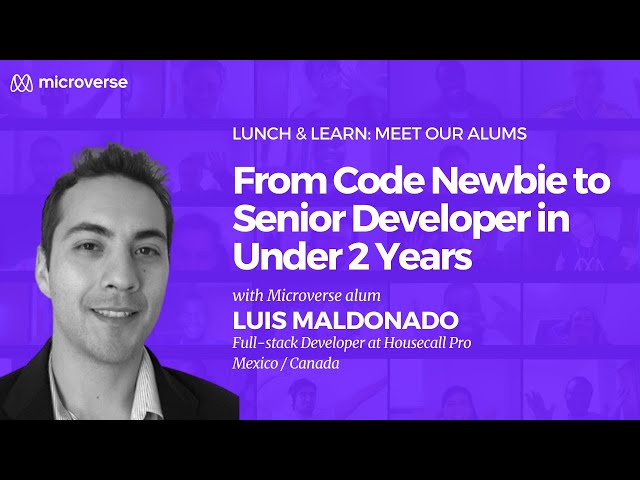 microverse
LUNCH & LEARN: MEET OUR ALUMS
From Code Newbie to
Senior Developer in
Under 2 Years
with Microverse alum
LUIS MALDONADO
Full-stack Developer at Housecall Pro
Mexico / Canada